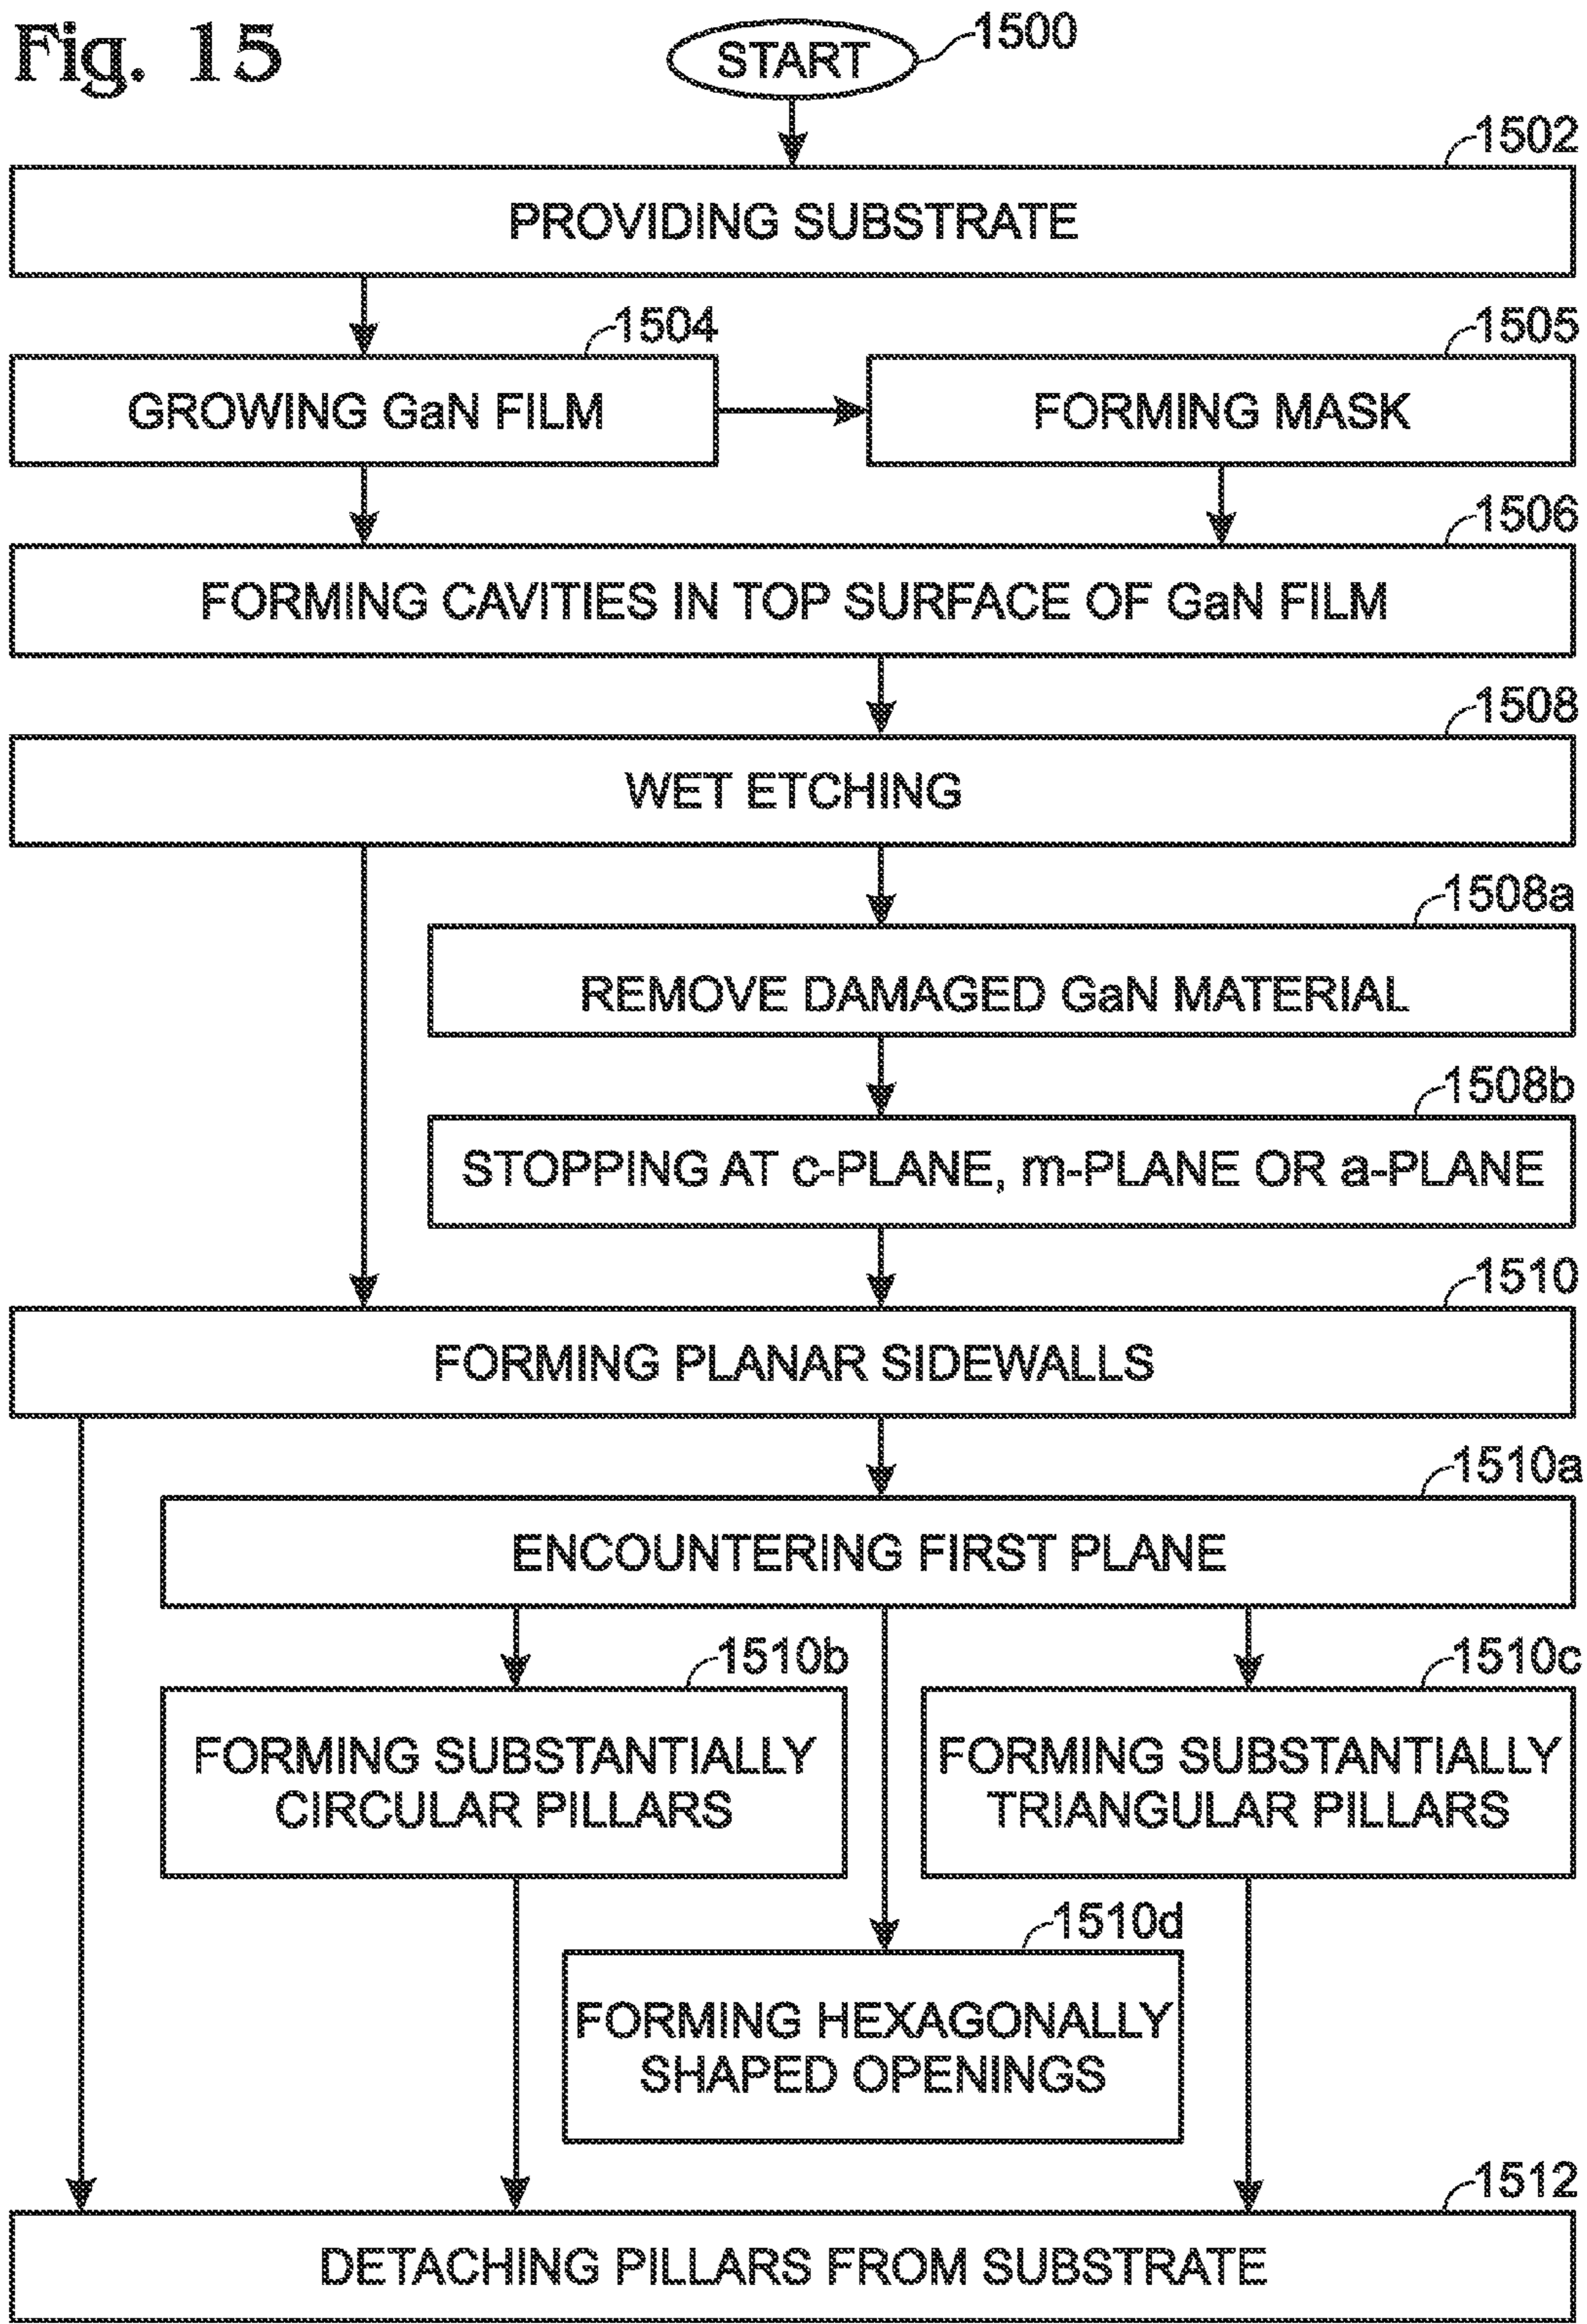 Fig. 15
START
1500
1502
PROVIDING SUBSTRATE
1504
1505
GROWING GaN FILM
FORMING MASK
1506
FORMING CAVITIES IN TOP SURFACE OF GaN FILM
1508
WET ETCHING
1508a
REMOVE DAMAGED GaN MATERIAL
1508b
STOPPING AT c-PLANE, m-PLANE OR a-PLANE
1510
FORMING PLANAR SIDEWALLS
1510a
ENCOUNTERING FIRST PLANE
1510b
1510c
FORMING SUBSTANTIALLY
CIRCULAR PILLARS
FORMING SUBSTANTIALLY
TRIANGULAR PILLARS
1510d
FORMING HEXAGONALLY
SHAPED OPENINGS
1512
DETACHING PILLARS FROM SUBSTRATE